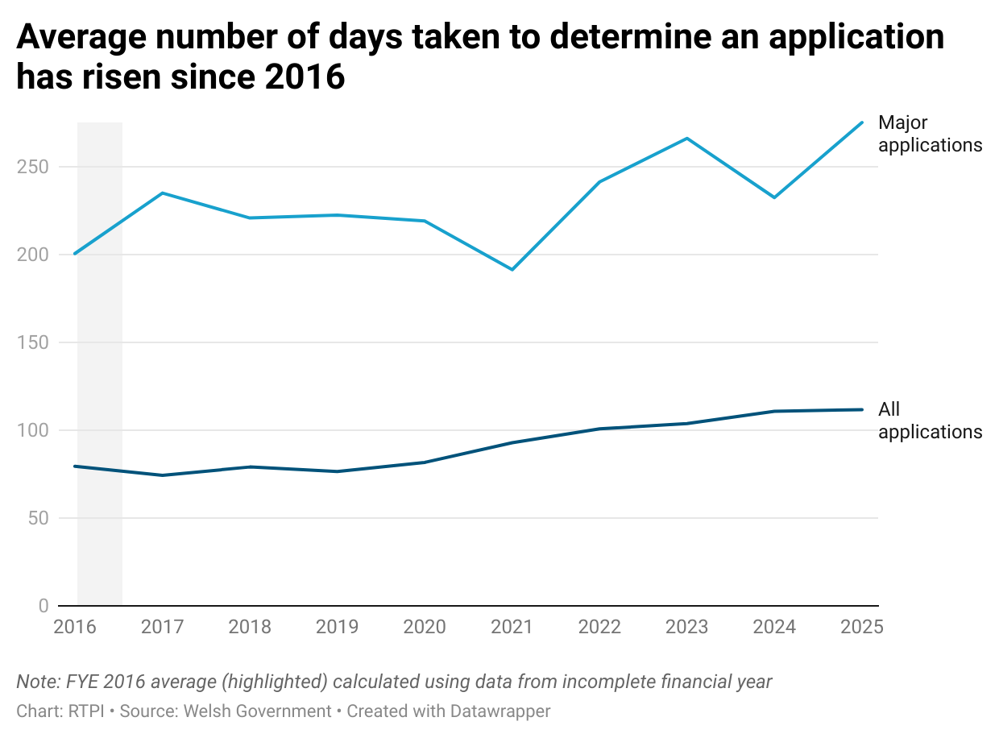 Average number of days taken to determine an application
has risen since 2016
Major
applications
250
200
150
All
applications
100
50
0
2016 2017 2018 2019 2020 2021 2022 2023 2024 2025
Note: FYE 2016 average (highlighted) calculated using data from incomplete financial year
Chart: RTPI • Source: Welsh Government • Created with Datawrapper